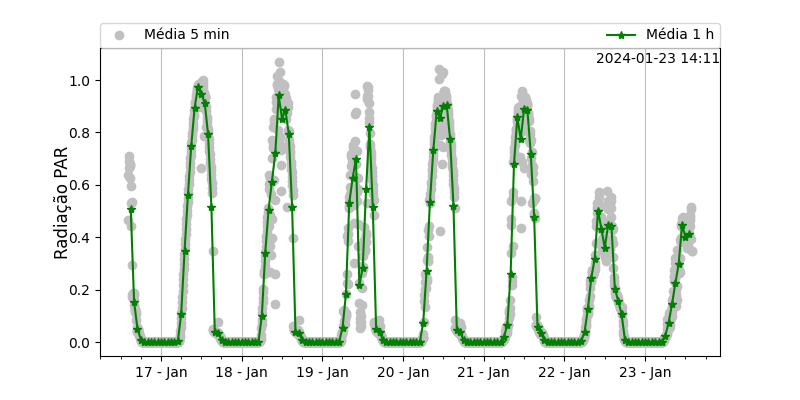 Média 5 min
Média 1 h
2024-01-23 14:11
Radiação PAR
1.0
0.8
0.6
0.4
0.2
0.0
17 - Jan
18 - Jan
19 - Jan
20 - Jan
21 - Jan
22 - Jan
23 - Jan